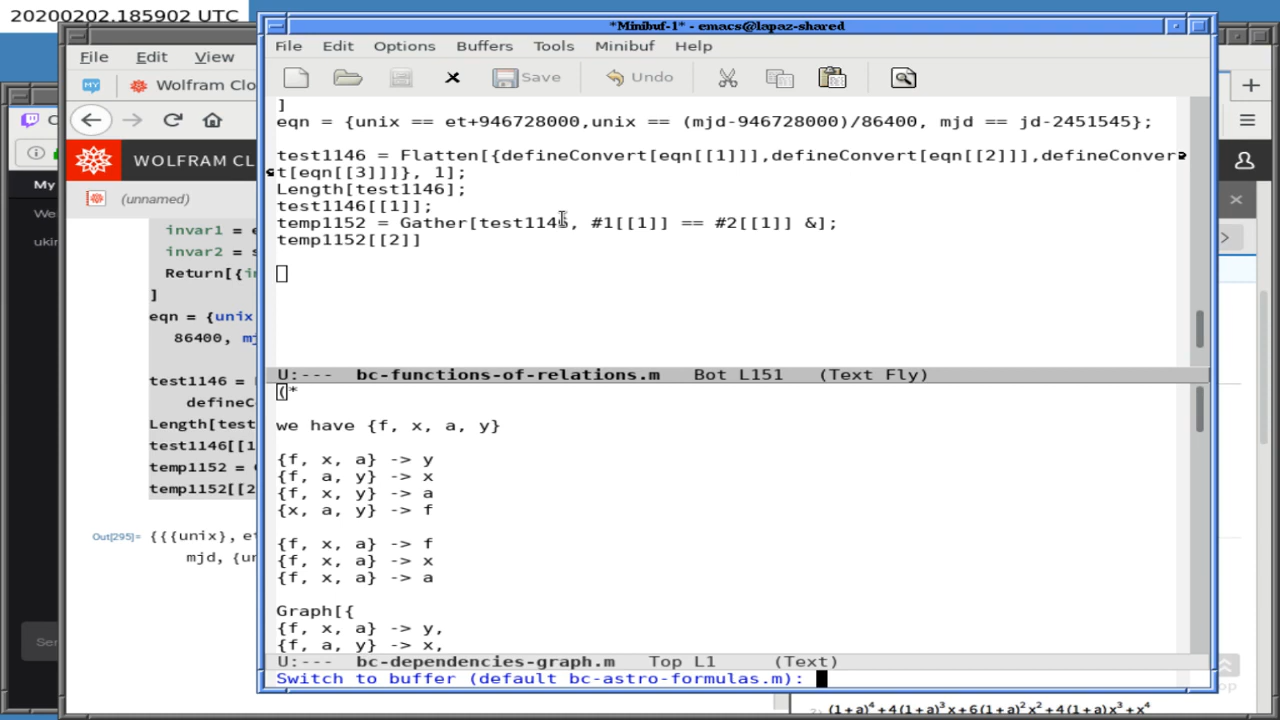 20200202.185902 UTC
*Minibuf-1* - emacs@lapaz-shared
File Edit Options Buffers Tools Minibuf Help
Save Undo
]
eqn = {unix == et+946728000,unix == (mjd-946728000)/86400, mjd == jd-2451545};
test1146 = Flatten[{defineConvert[eqn[[1]]],defineConvert[eqn[[2]]],defineConver
t[eqn[[3]]]}, 1];
Length[test1146];
test1146[[1]];
temp1152 = Gather[test1146, #1[[1]] == #2[[1]] &];
temp1152[[2]]
U:--- bc-functions-of-relations.m Bot L151 (Text Fly)
(*
we have {f, x, a, y}
{f, x, a} -> y
{f, a, y} -> x
{f, x, y} -> a
{x, a, y} -> f
{f, x, a} -> f
{f, x, a} -> x
{f, x, a} -> a
Graph[{
{f, x, a} -> y,
{f, a, y} -> x,
U:--- bc-dependencies-graph.m Top L1 (Text)
Switch to buffer (default bc-astro-formulas.m):
File Edit View
MY Wolfram Clo
WOLFRAM CL
(unnamed)
invar1 = e
invar2 = s
Return[{in
]
eqn = {unix
86400, m
test1146 =
defineC
Length[test
test1146[[1
temp1152 =
temp1152[[2
Out[295]= {{{unix}, et
mjd, {un
My
We
ukin
Ser
(1+a)⁴+4(1+a)³x+6(1+a)²x²+4(1+a)x³+x⁴